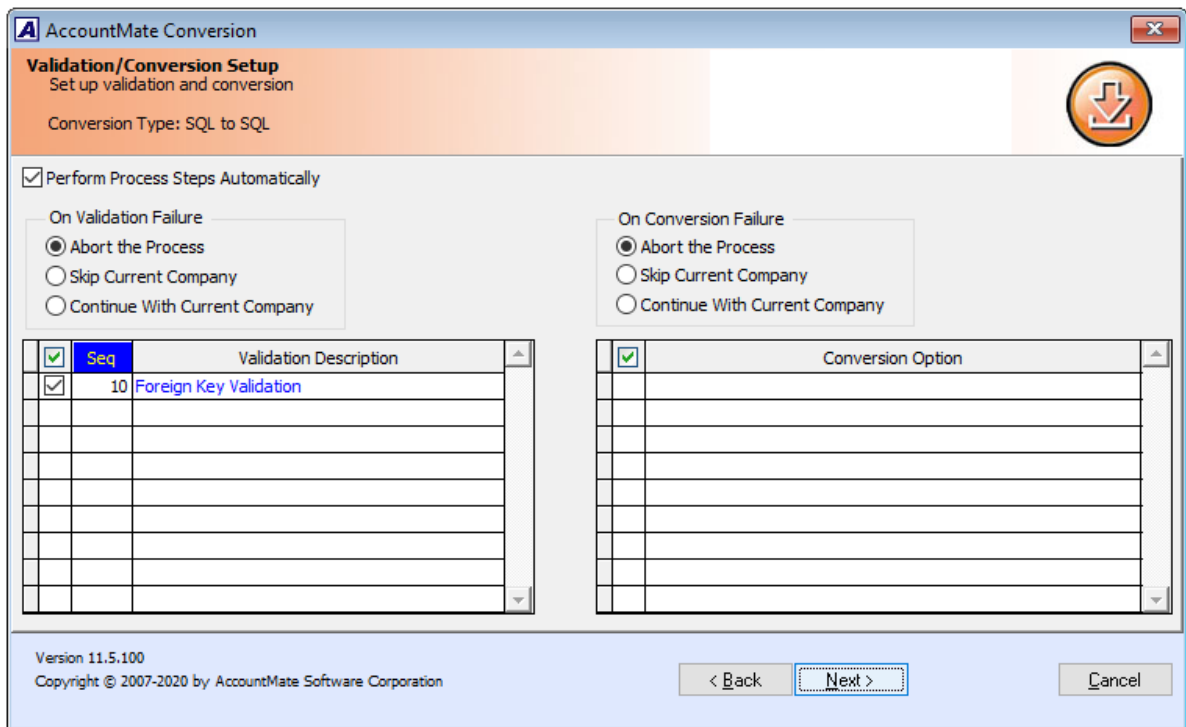 AccountMate Conversion
Validation/Conversion Setup
Set up validation and conversion
Conversion Type: SQL to SQL
Perform Process Steps Automatically
On Validation Failure
Abort the Process
Skip Current Company
Continue With Current Company
On Conversion Failure
Abort the Process
Skip Current Company
Continue With Current Company
Seq Validation Description
10 Foreign Key Validation
Conversion Option
Version 11.5.100
Copyright © 2007-2020 by AccountMate Software Corporation
< Back Next > Cancel